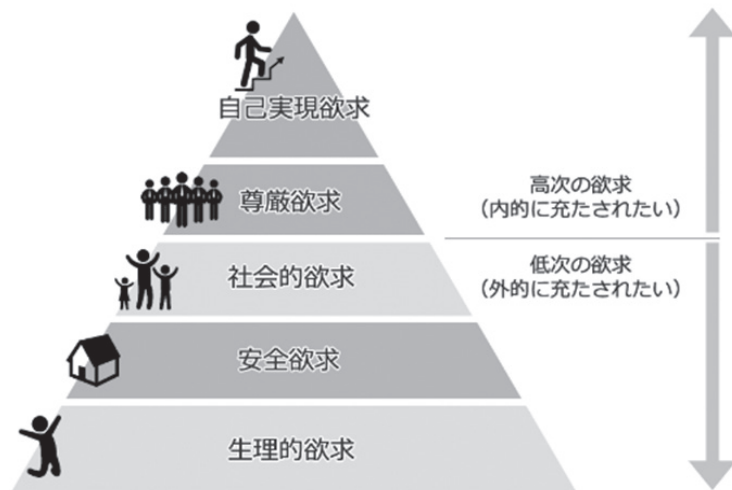 自己実現欲求
尊厳欲求
高次の欲求
（内的に充たされたい）
社会的欲求
低次の欲求
（外的に充たされたい）
安全欲求
生理的欲求